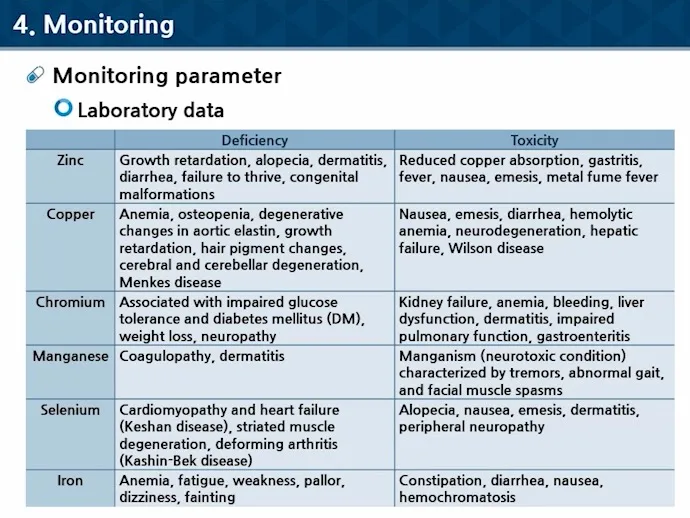 4. Monitoring
Monitoring parameter
Laboratory data
Deficiency
Toxicity
Zinc
Growth retardation, alopecia, dermatitis,
diarrhea, failure to thrive, congenital
malformations
Reduced copper absorption, gastritis,
fever, nausea, emesis, metal fume fever
Copper
Anemia, osteopenia, degenerative
changes in aortic elastin, growth
retardation, hair pigment changes,
cerebral and cerebellar degeneration,
Menkes disease
Nausea, emesis, diarrhea, hemolytic
anemia, neurodegeneration, hepatic
failure, Wilson disease
Chromium
Associated with impaired glucose
tolerance and diabetes mellitus (DM),
weight loss, neuropathy
Kidney failure, anemia, bleeding, liver
dysfunction, dermatitis, impaired
pulmonary function, gastroenteritis
Manganese
Coagulopathy, dermatitis
Manganism (neurotoxic condition)
characterized by tremors, abnormal gait,
and facial muscle spasms
Selenium
Cardiomyopathy and heart failure
(Keshan disease), striated muscle
degeneration, deforming arthritis
(Kashin-Bek disease)
Alopecia, nausea, emesis, dermatitis,
peripheral neuropathy
Iron
Anemia, fatigue, weakness, pallor,
dizziness, fainting
Constipation, diarrhea, nausea,
hemochromatosis